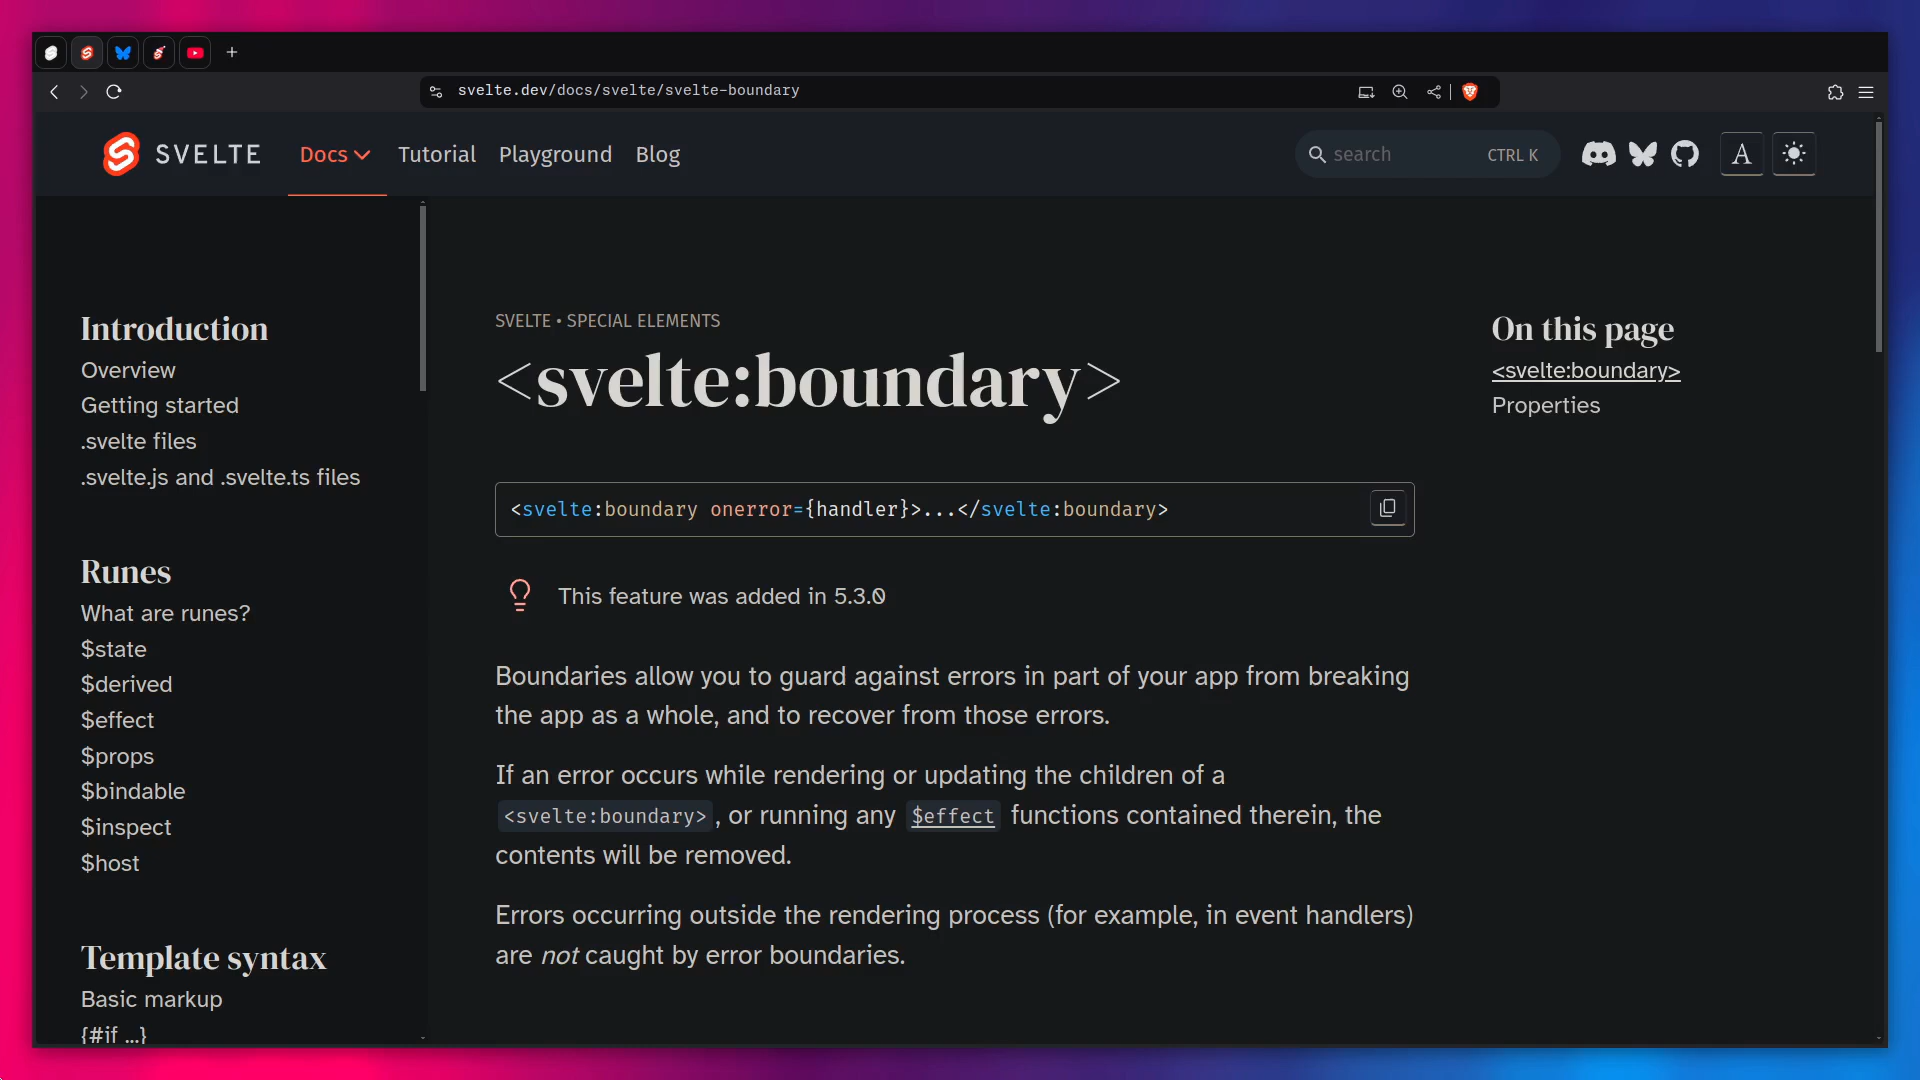 svelte.dev/docs/svelte/svelte-boundary
SVELTE
Docs
Tutorial
Playground
Blog
search
CTRL K
A
Introduction
Overview
Getting started
.svelte files
.svelte.js and .svelte.ts files
Runes
What are runes?
$state
$derived
$effect
$props
$bindable
$inspect
$host
Template syntax
Basic markup
{#if ...}
SVELTE • SPECIAL ELEMENTS
<svelte:boundary>
<svelte:boundary onerror={handler}>...</svelte:boundary>
This feature was added in 5.3.0
Boundaries allow you to guard against errors in part of your app from breaking
the app as a whole, and to recover from those errors.
If an error occurs while rendering or updating the children of a
<svelte:boundary>, or running any $effect functions contained therein, the
contents will be removed.
Errors occurring outside the rendering process (for example, in event handlers)
are not caught by error boundaries.
On this page
<svelte:boundary>
Properties